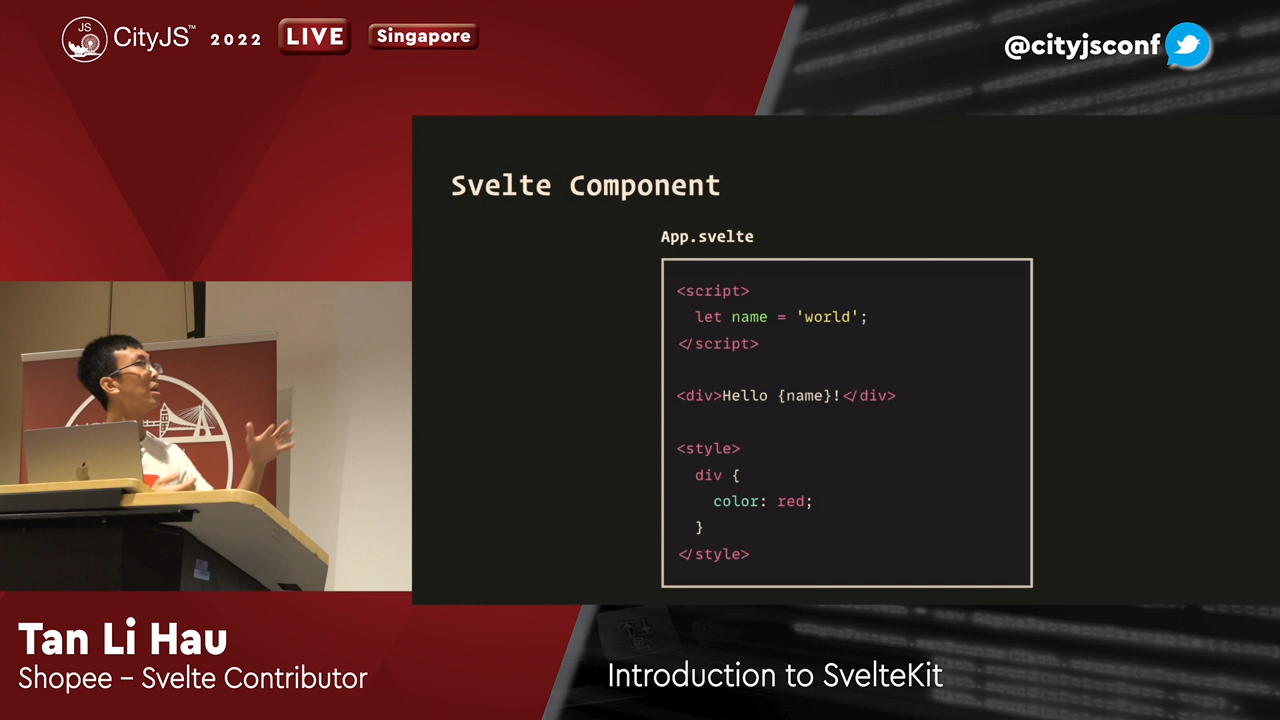 JS
CityJS™ 2022 LIVE Singapore
@cityjsconf
Svelte Component
App.svelte
<script>
let name = 'world';
</script>
<div>Hello {name}!</div>
<style>
div {
color: red;
}
</style>
Tan Li Hau
Shopee – Svelte Contributor
Introduction to SvelteKit